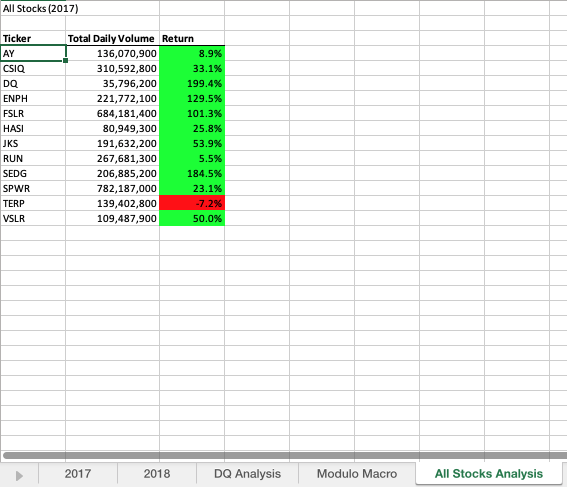 All Stocks (2017)
Ticker Total Daily Volume Return
AY 136,070,900 8.9%
CSIQ 310,592,800 33.1%
DQ 35,796,200 199.4%
ENPH 221,772,100 129.5%
FSLR 684,181,400 101.3%
HASI 80,949,300 25.8%
JKS 191,632,200 53.9%
RUN 267,681,300 5.5%
SEDG 206,885,200 184.5%
SPWR 782,187,000 23.1%
TERP 139,402,800 -7.2%
VSLR 109,487,900 50.0%
2017 2018 DQ Analysis Modulo Macro All Stocks Analysis